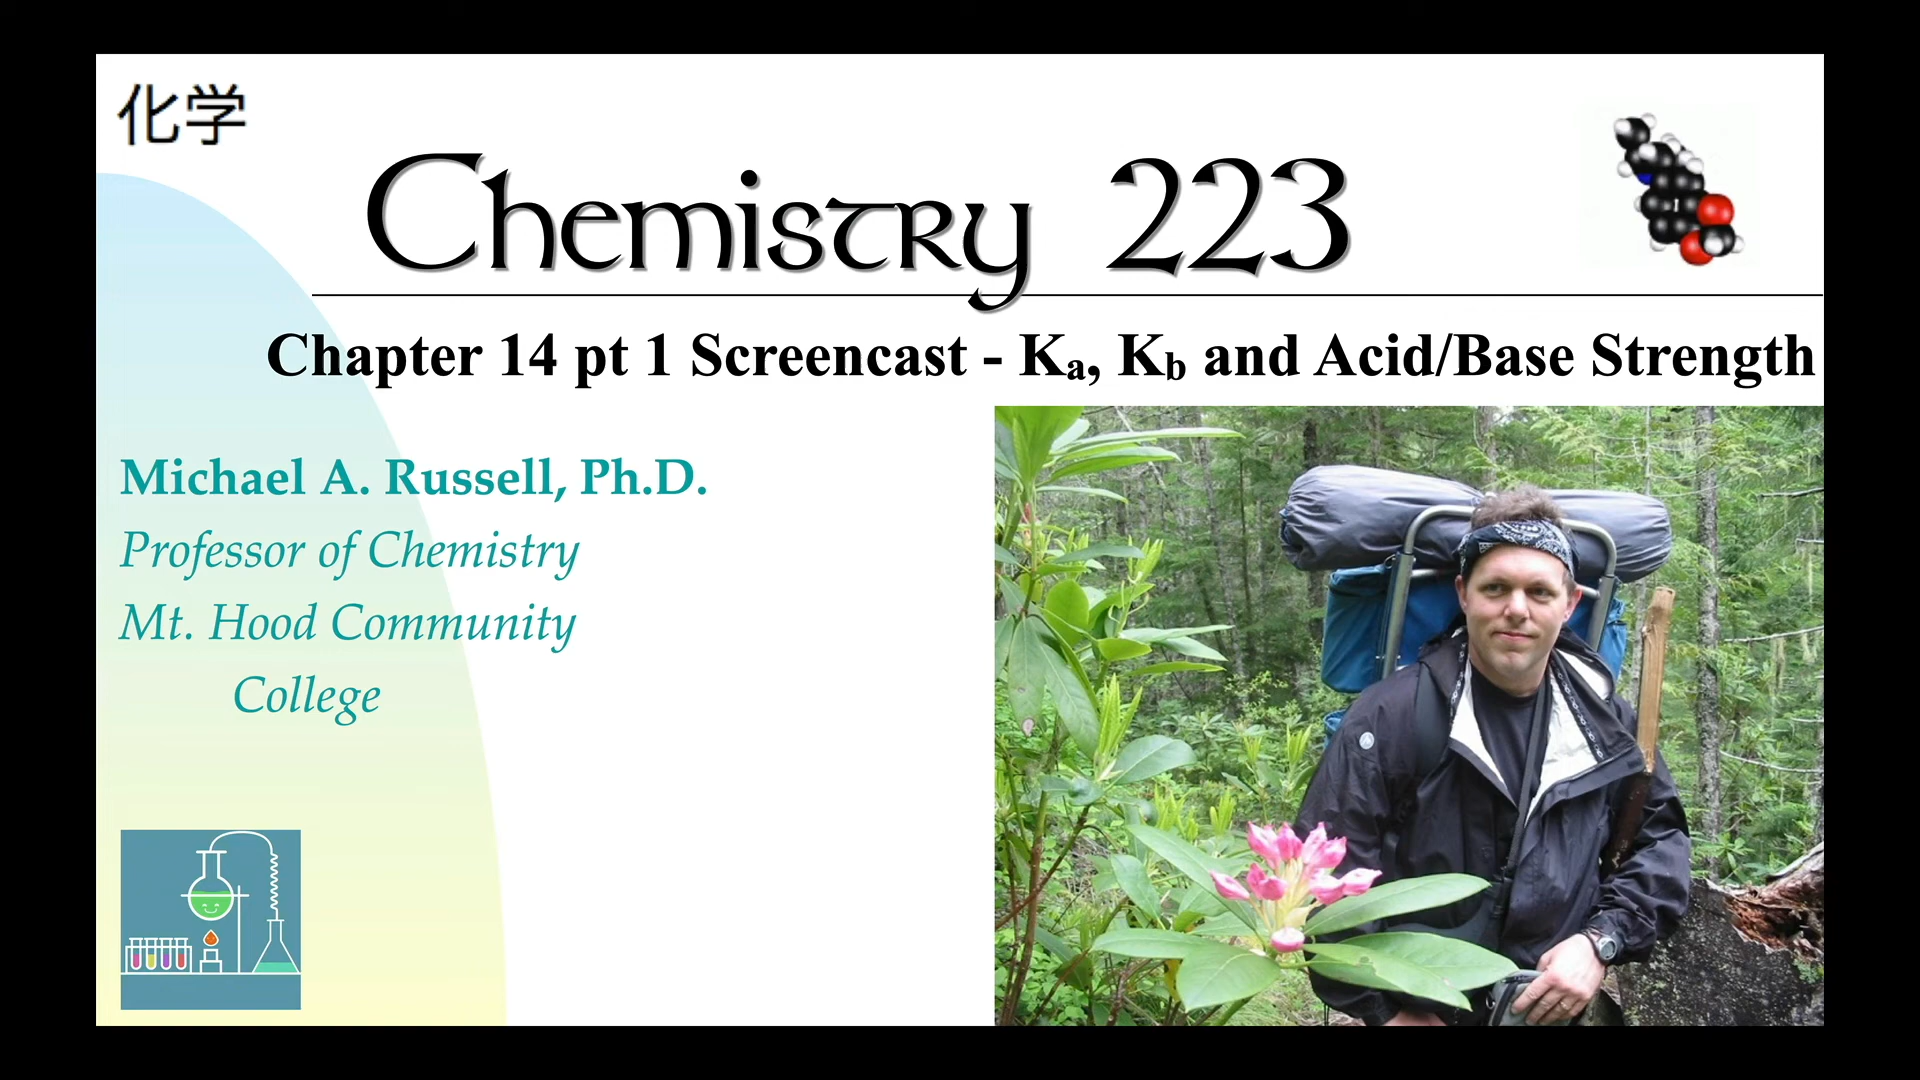 化学
Chemistry 223
Chapter 14 pt 1 Screencast - Kₐ, K_b and Acid/Base Strength
Michael A. Russell, Ph.D.
Professor of Chemistry
Mt. Hood Community
College